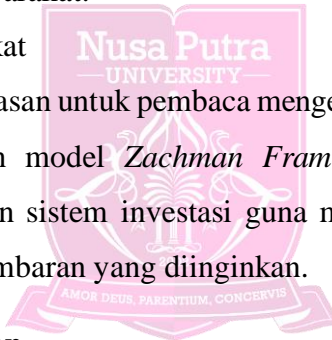 kat
Nusa Putra
UNIVERSITY
asan untuk pembaca menge
n model Zachman Fram
n sistem investasi guna m
mbaran yang diinginkan.
AMOR DEUS, PARENTIUM, CONCERVIS